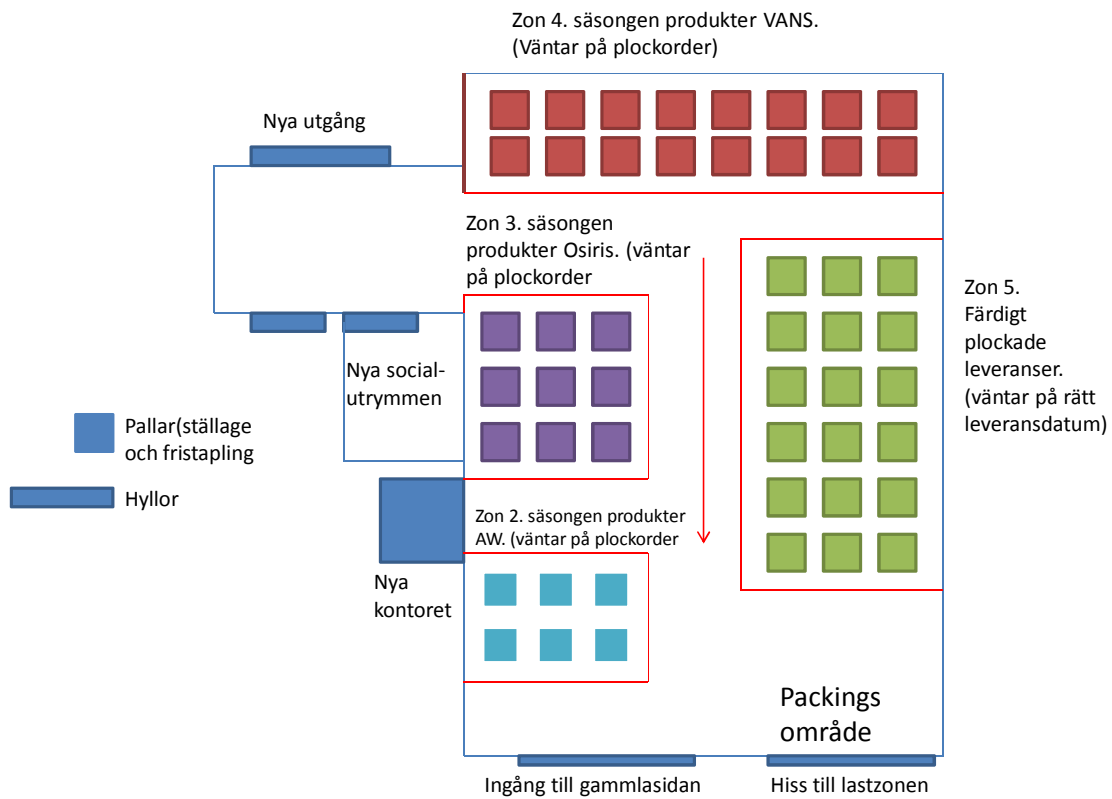 Zon 4. säsongen produkter VANS.
(Väntar på plockorder)
Nya utgång
Zon 3. säsongen
produkter Osiris. (väntar
på plockorder
Zon 5.
Färdigt
plockade
leveranser.
(väntar på rätt
leveransdatum)
Nya social-
utrymmen
Pallar(ställage
och fristapling
Hyllor
Zon 2. säsongen produkter
AW. (väntar på plockorder
Nya
kontoret
Packings
område
Ingång till gammlasidan
Hiss till lastzonen